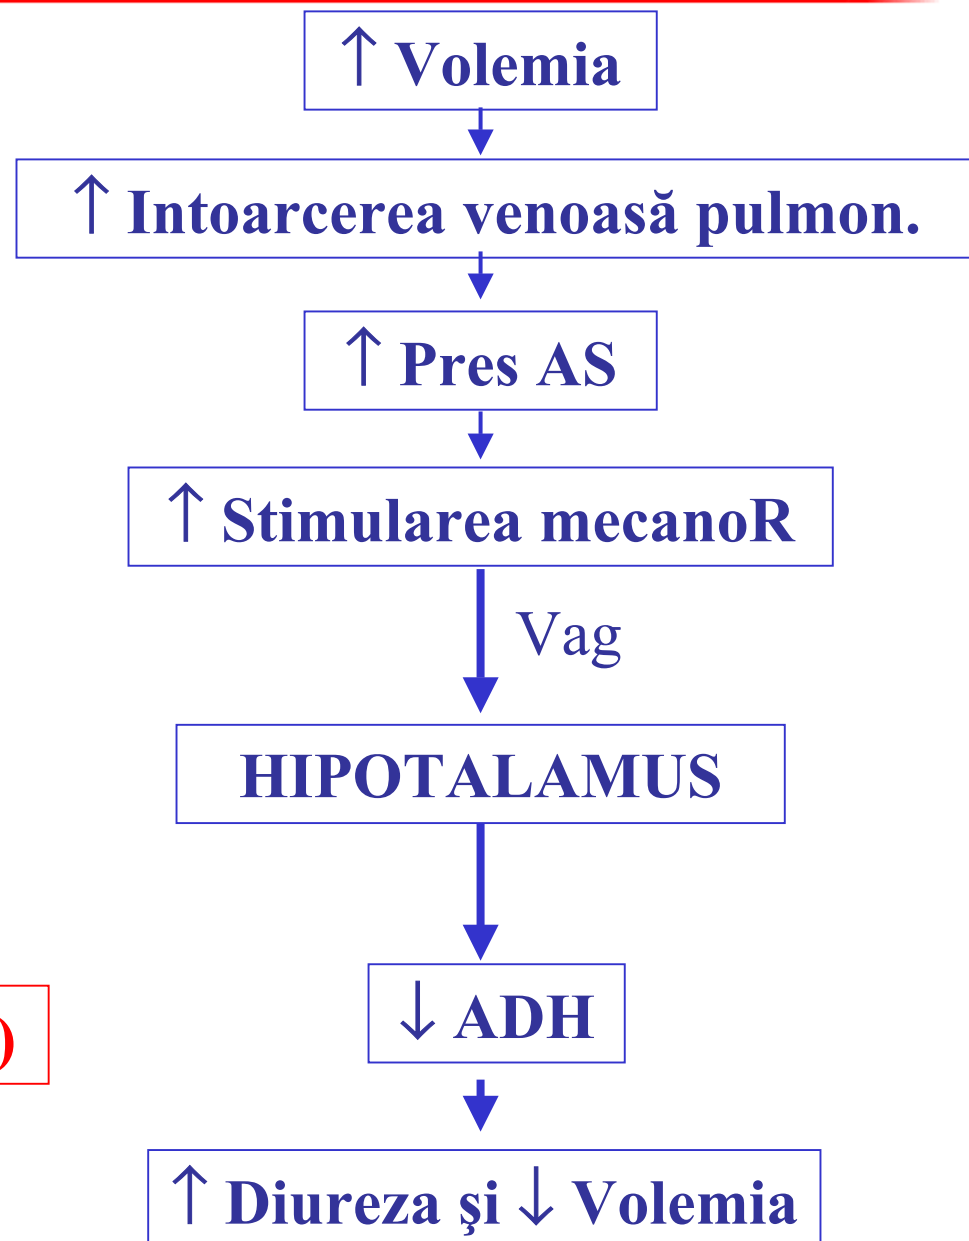 ↑ Volemia
↑ Intoarcerea venoasă pulmon.
↑ Pres AS
↑ Stimularea mecanoR
Vag
HIPOTALAMUS
↓ ADH
)
↑ Diureza şi ↓ Volemia